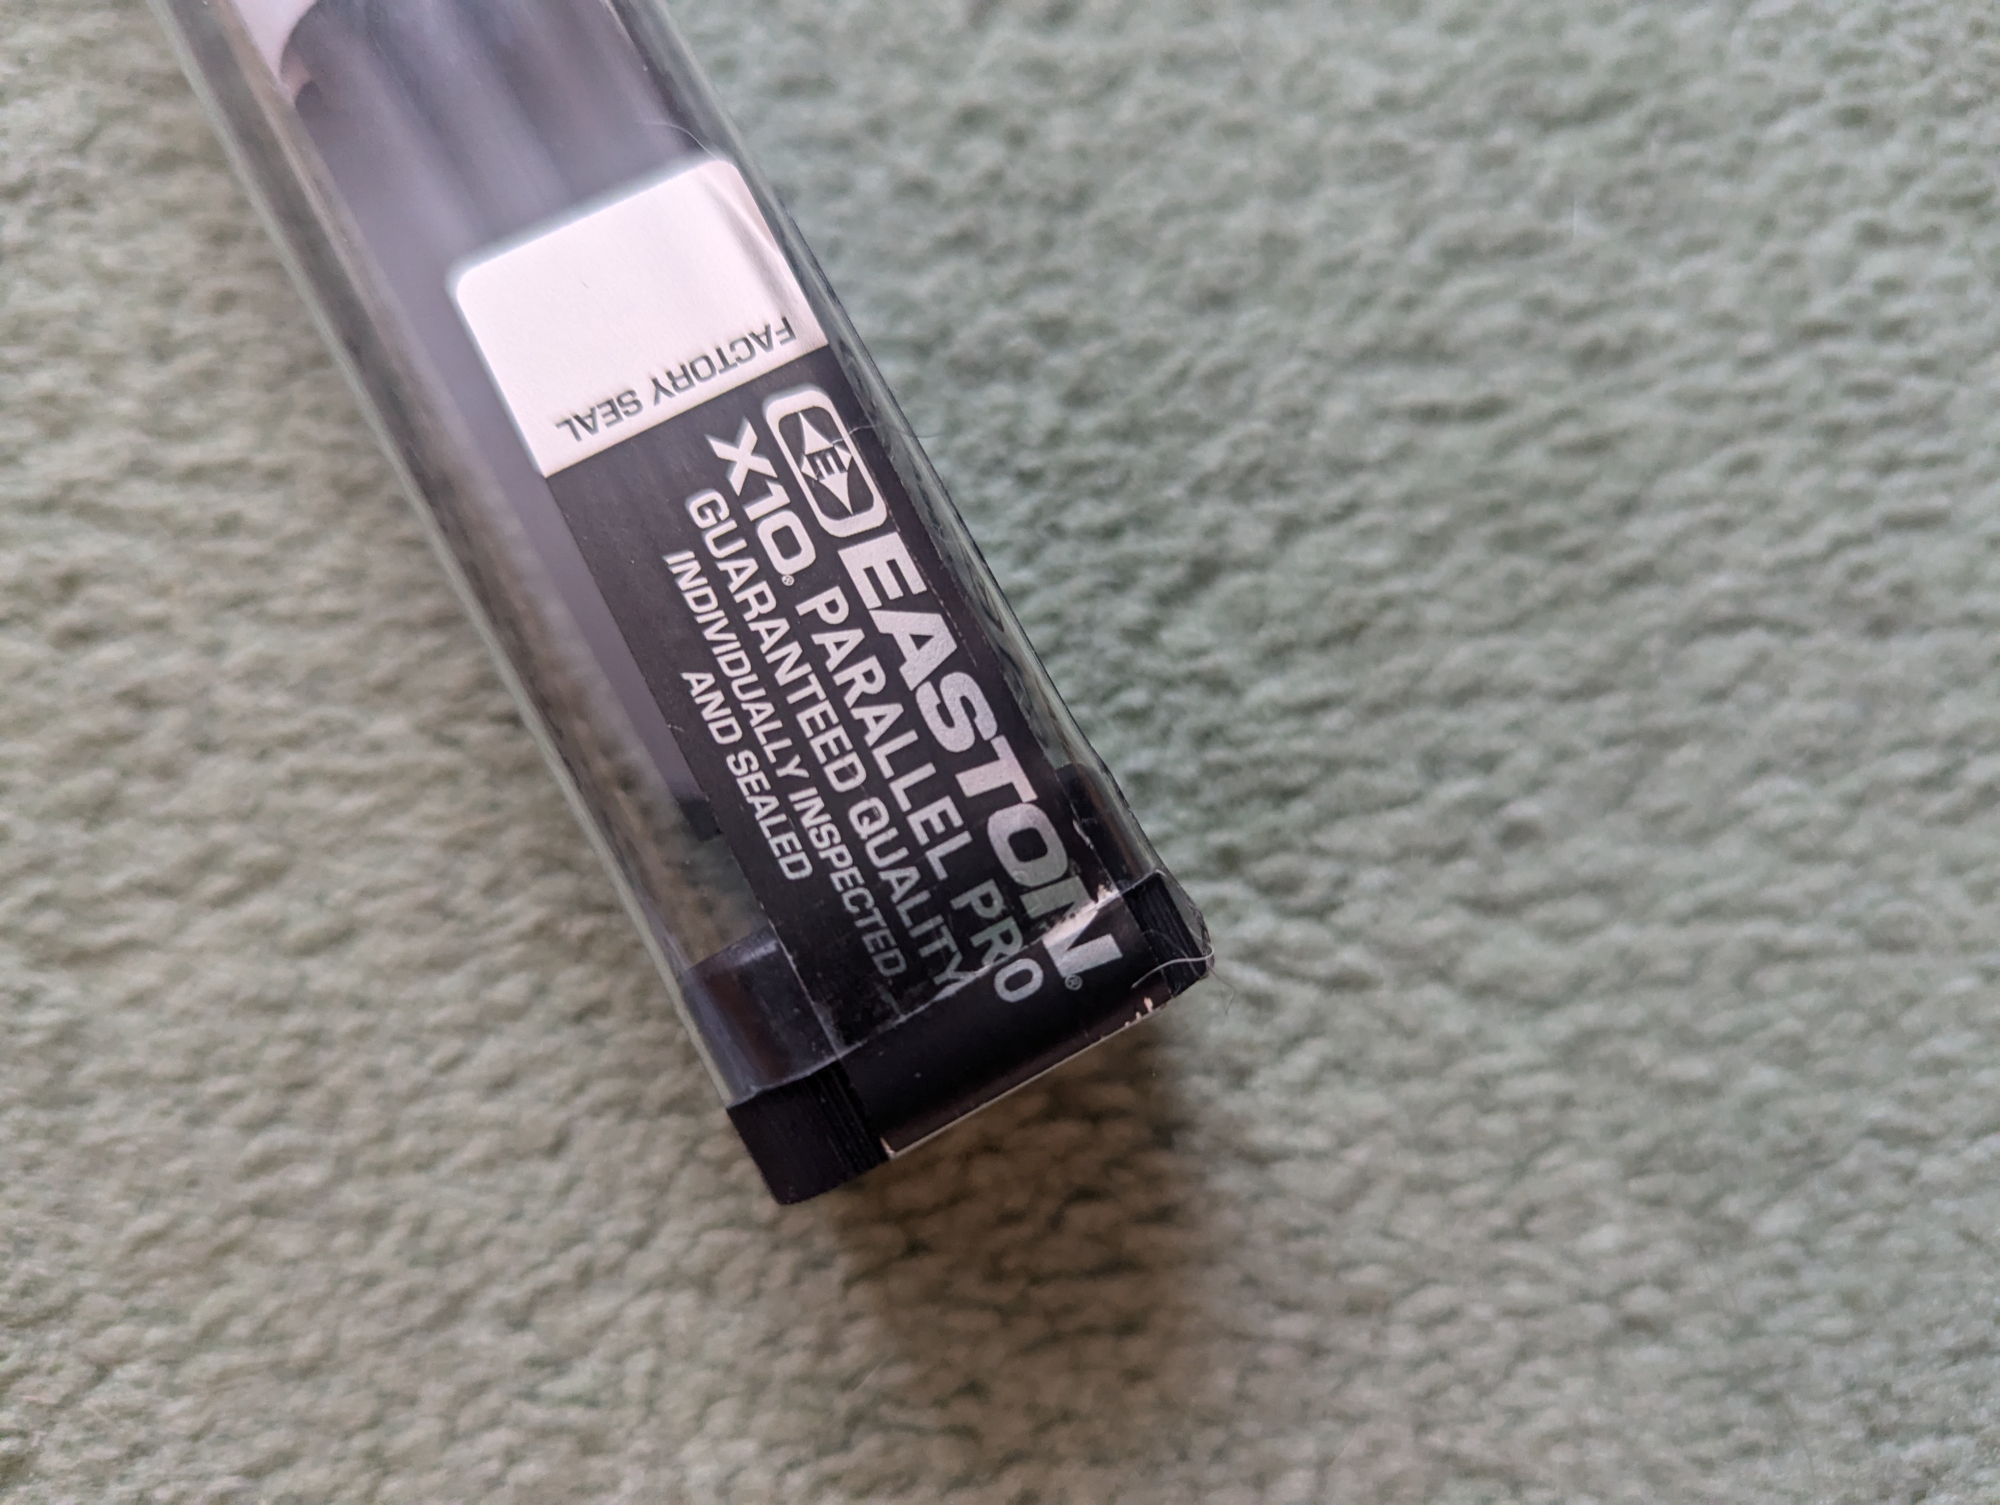 FACTORY SEAL
E EASTON®
X10® PARALLEL PRO
GUARANTEED QUALITY
INDIVIDUALLY INSPECTED
AND SEALED